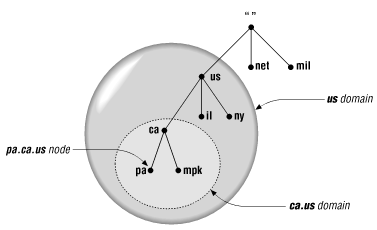 " "
us
net
mil
us domain
il
ny
ca
pa.ca.us node
pa
mpk
ca.us domain